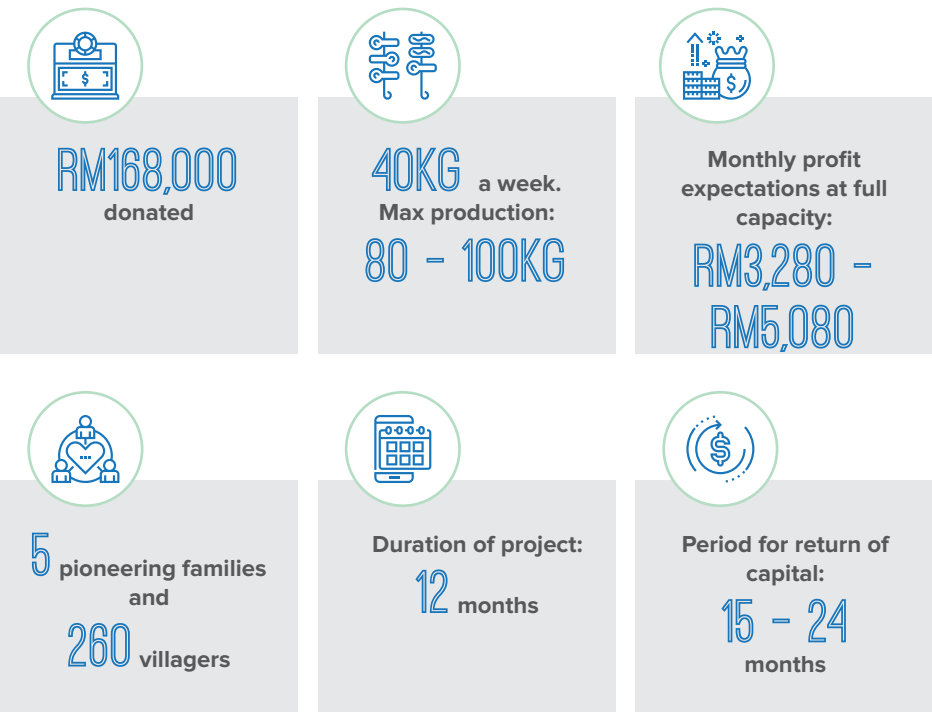 RM168,000
donated
40KG a week.
Max production:
80 – 100KG
Monthly profit
expectations at full
capacity:
RM3,280 –
RM5,080
5 pioneering families
and
260 villagers
Duration of project:
12 months
Period for return of
capital:
15 – 24
months